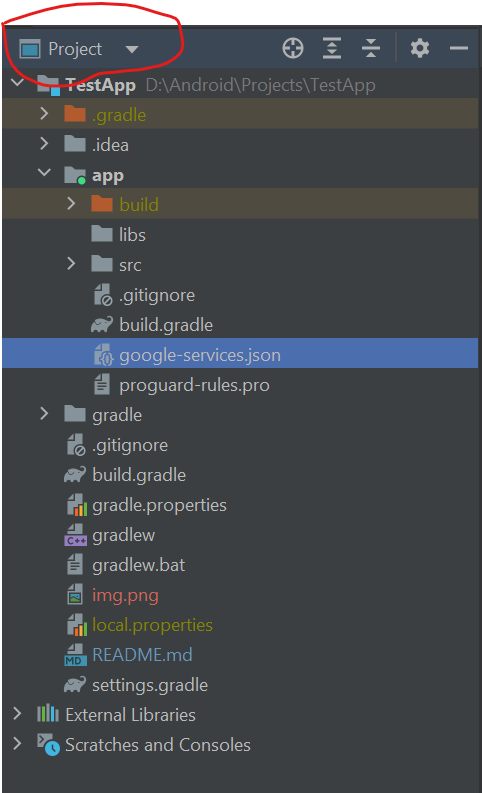 Project
TestApp D:\Android\Projects\TestApp
.gradle
.idea
app
build
libs
src
.gitignore
build.gradle
google-services.json
proguard-rules.pro
gradle
.gitignore
build.gradle
gradle.properties
C++ gradlew
gradlew.bat
img.png
local.properties
MD README.md
settings.gradle
External Libraries
Scratches and Consoles